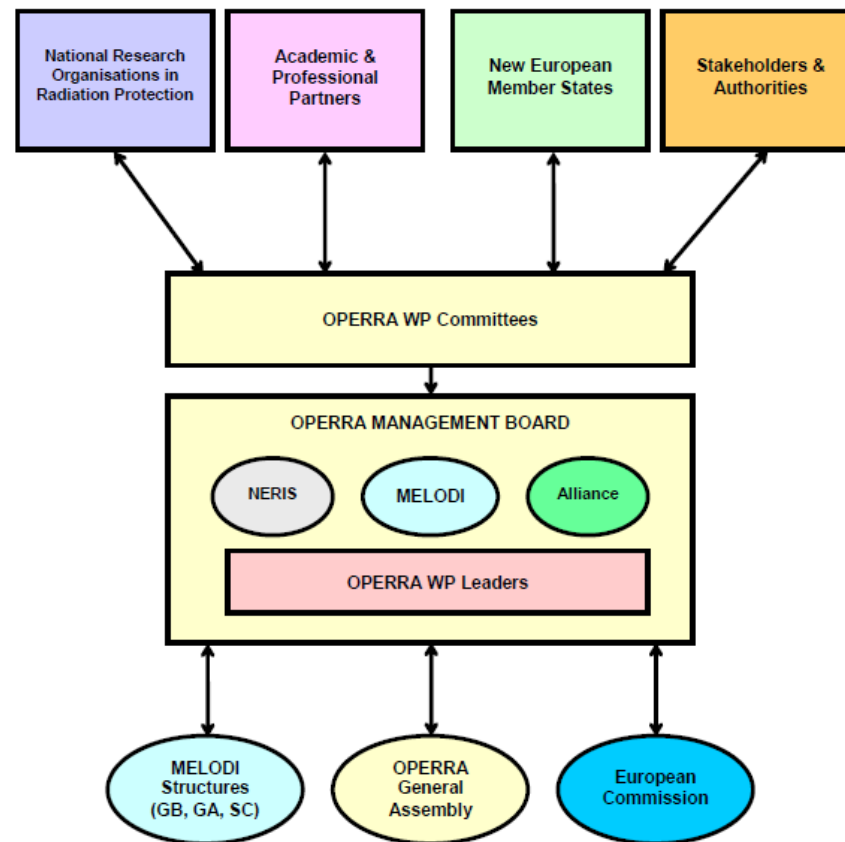 National Research
Organisations in
Radiation Protection
Academic &
Professional
Partners
New European
Member States
Stakeholders &
Authorities
OPERRA WP Committees
OPERRA MANAGEMENT BOARD
NERIS
MELODI
Alliance
OPERRA WP Leaders
MELODI
Structures
(GB, GA, SC)
OPERRA
General
Assembly
European
Commission